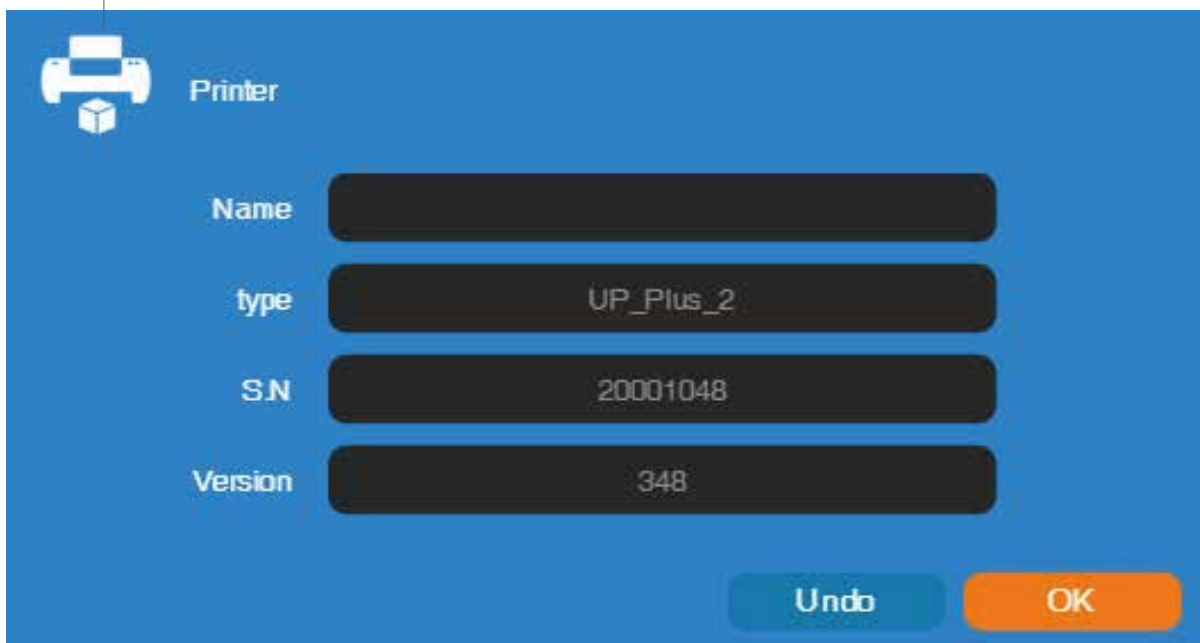 Printer
Name
type UP_Plus_2
S.N 20001048
Version 348
Undo OK